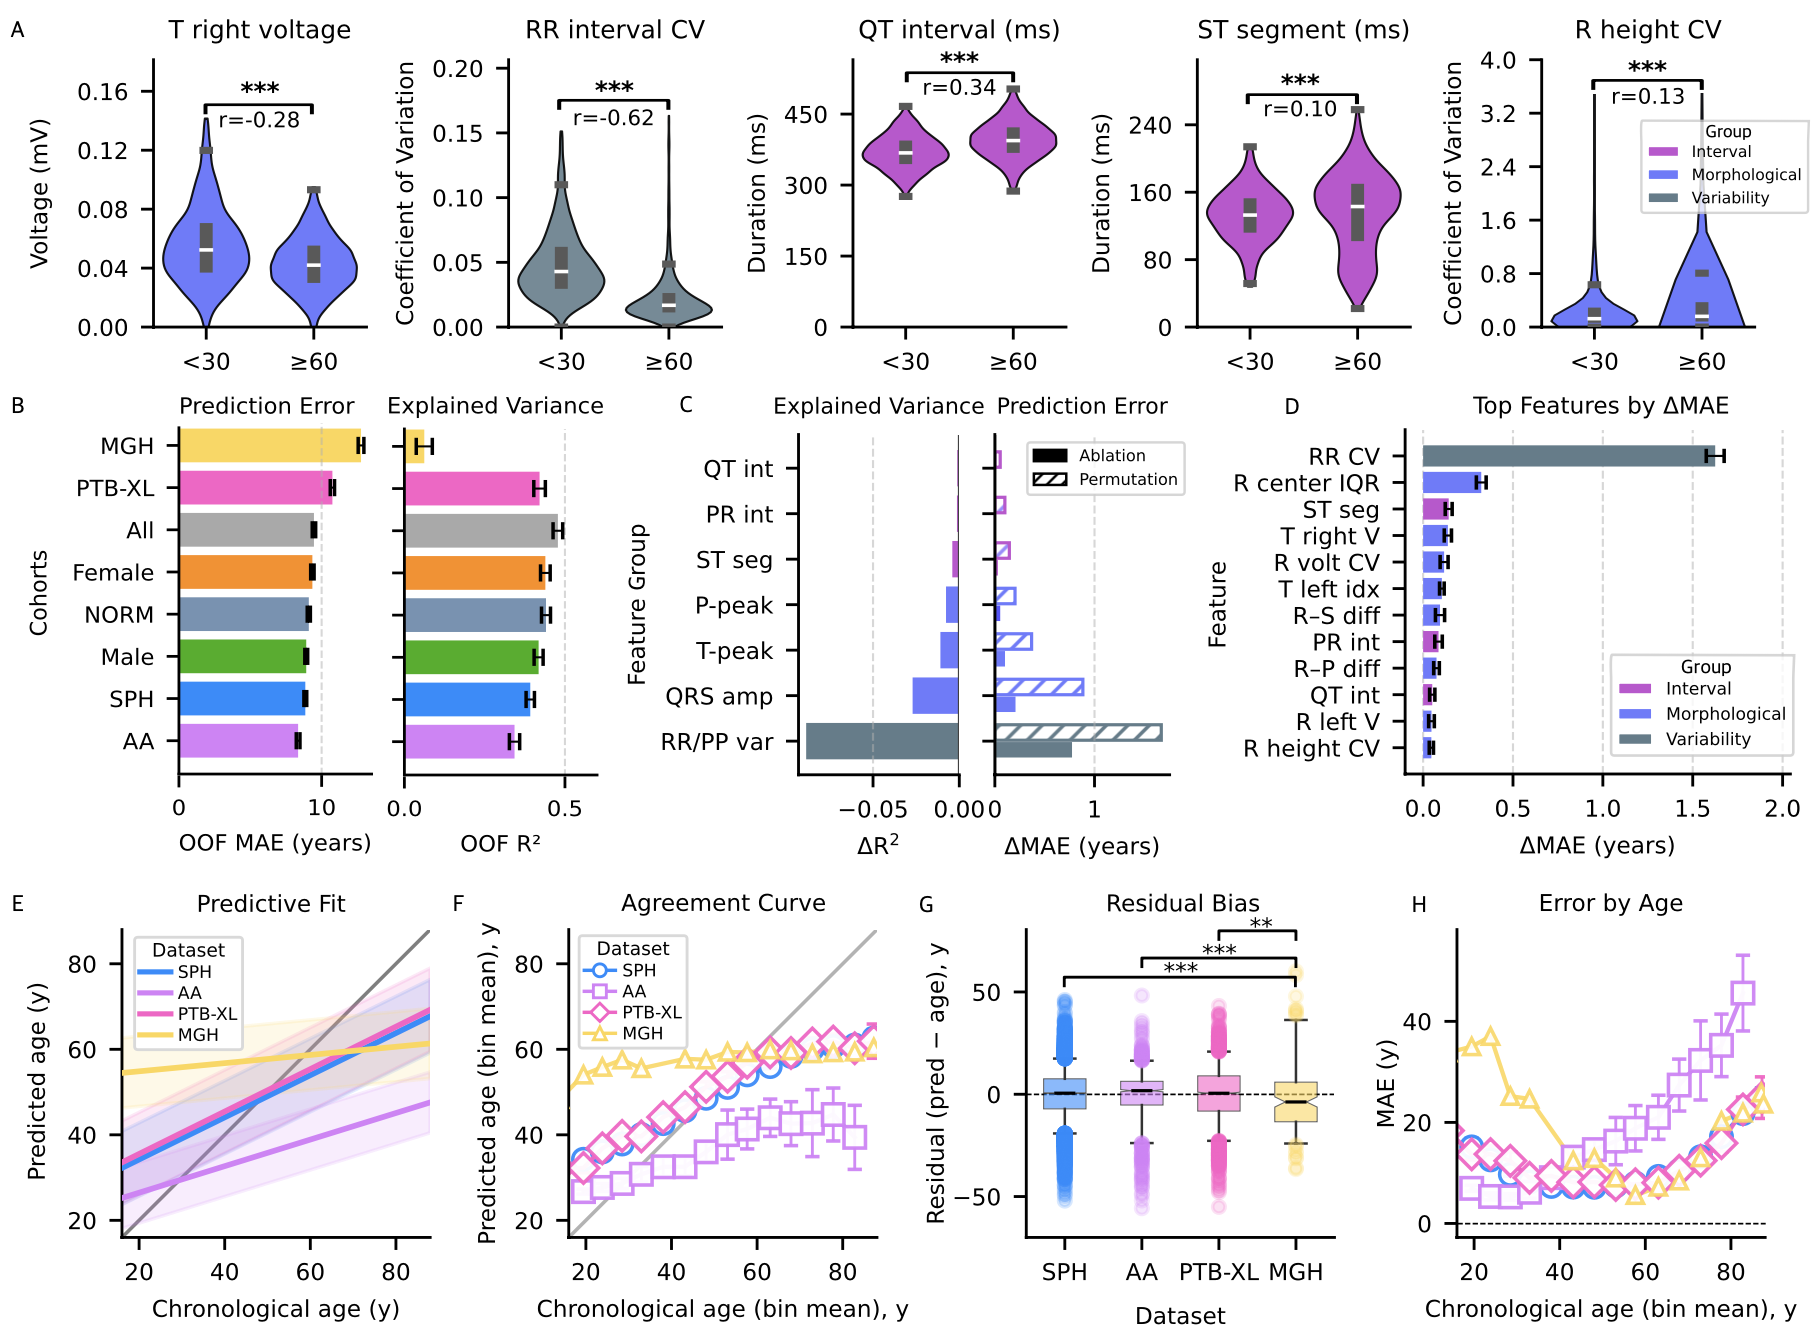 A
T right voltage
Voltage (mV)
0.16
0.12
0.08
0.04
0.00
***
r=-0.28
<30
≥60
RR interval CV
Coefficient of Variation
0.20
0.15
0.10
0.05
0.00
***
r=-0.62
<30
≥60
QT interval (ms)
Duration (ms)
450
300
150
0
***
r=0.34
<30
≥60
ST segment (ms)
Duration (ms)
240
160
80
0
***
r=0.10
<30
≥60
R height CV
Coefficient of Variation
4.0
3.2
2.4
1.6
0.8
0.0
***
r=0.13
Group
Interval
Morphological
Variability
<30
≥60
B
Prediction Error
Cohorts
MGH
PTB-XL
All
Female
NORM
Male
SPH
AA
0
10
OOF MAE (years)
Explained Variance
0.0
0.5
OOF R²
C
Explained Variance
Feature Group
QT int
PR int
ST seg
P-peak
T-peak
QRS amp
RR/PP var
−0.05
0.00
ΔR²
Prediction Error
Ablation
Permutation
0
1
ΔMAE (years)
D
Top Features by ΔMAE
Feature
RR CV
R center IQR
ST seg
T right V
R volt CV
T left idx
R–S diff
PR int
R–P diff
QT int
R left V
R height CV
Group
Interval
Morphological
Variability
0.0
0.5
1.0
1.5
2.0
ΔMAE (years)
E
Predictive Fit
Predicted age (y)
80
60
40
20
Dataset
SPH
AA
PTB-XL
MGH
20
40
60
80
Chronological age (y)
F
Agreement Curve
Predicted age (bin mean), y
80
60
40
20
Dataset
SPH
AA
PTB-XL
MGH
20
40
60
80
Chronological age (bin mean), y
G
Residual Bias
Residual (pred − age), y
50
0
−50
**
***
***
SPH
AA
PTB-XL
MGH
Dataset
H
Error by Age
MAE (y)
40
20
0
20
40
60
80
Chronological age (bin mean), y